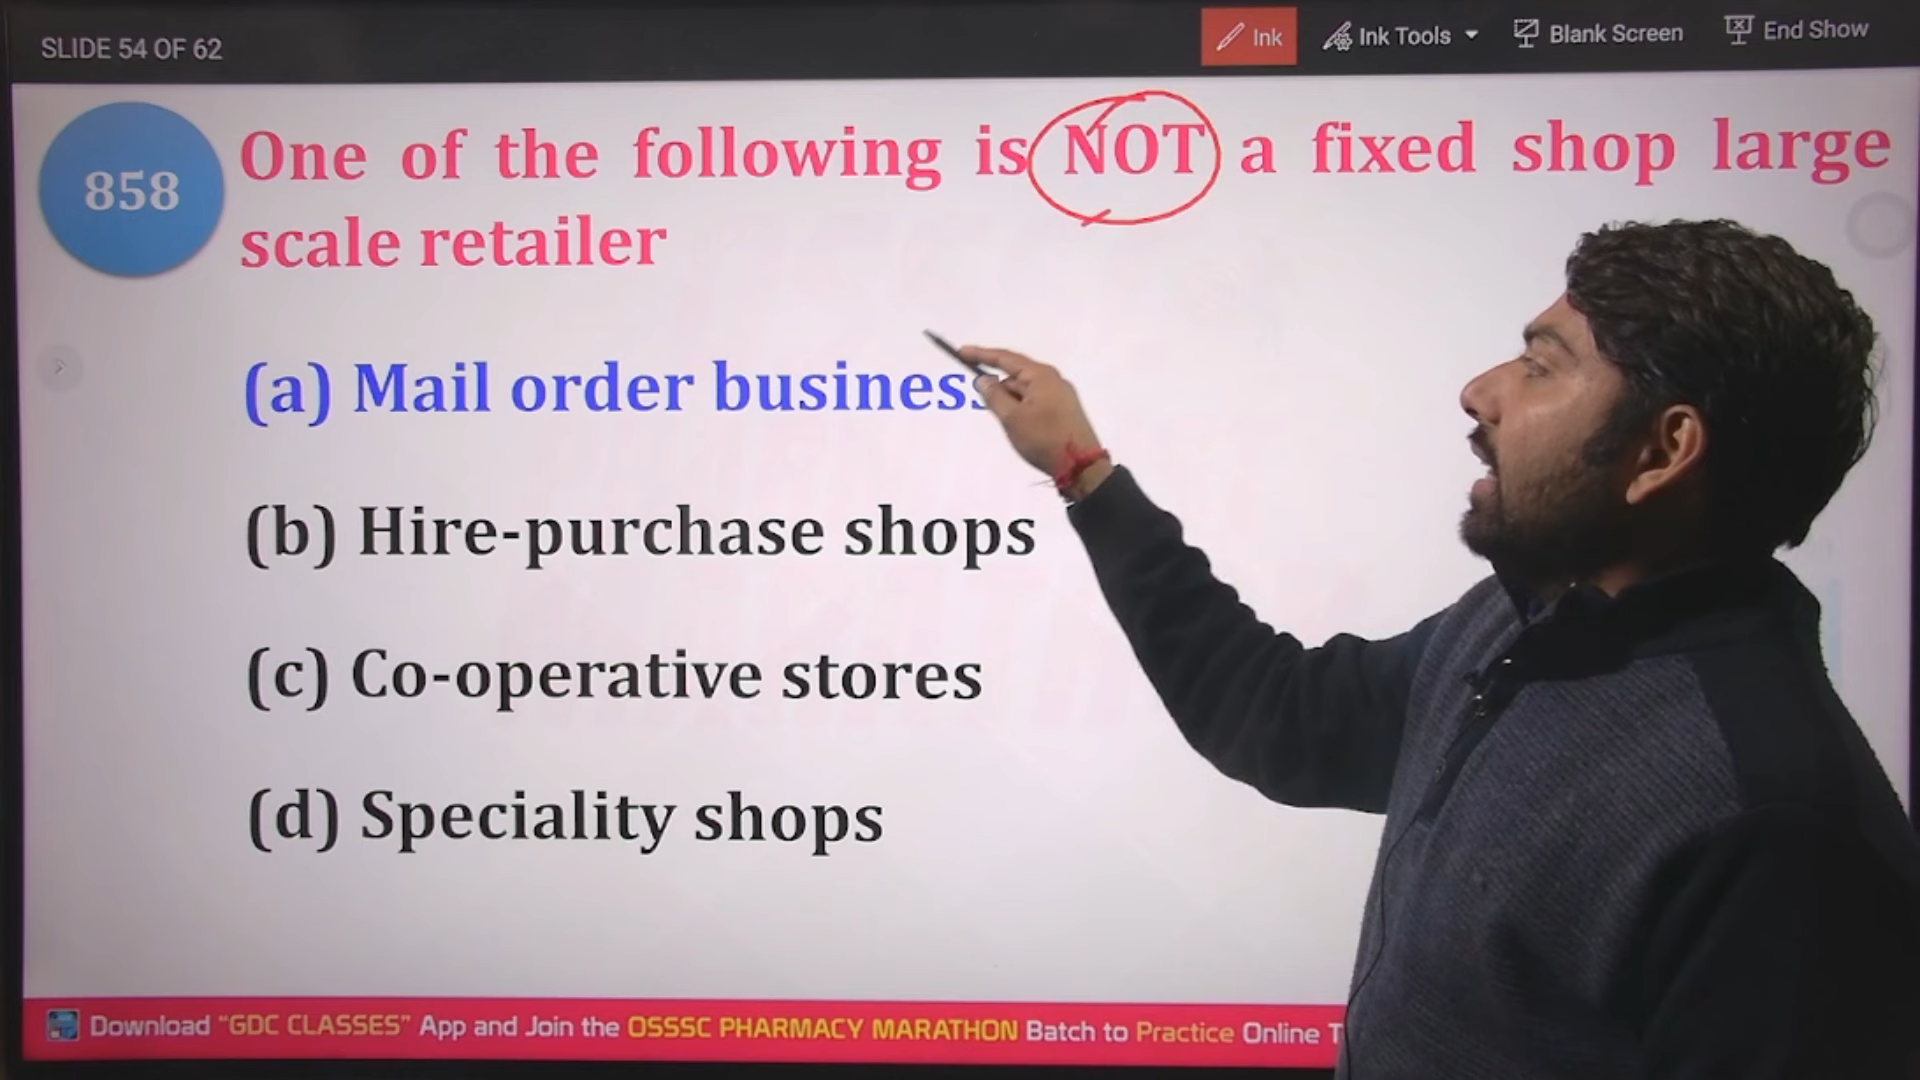 SLIDE 54 OF 62
Ink
Ink Tools
Blank Screen
End Show
858
One of the following is NOT a fixed shop large
scale retailer
(a) Mail order business
(b) Hire-purchase shops
(c) Co-operative stores
(d) Speciality shops
Download "GDC CLASSES" App and Join the OSSSC PHARMACY MARATHON Batch to Practice Online T